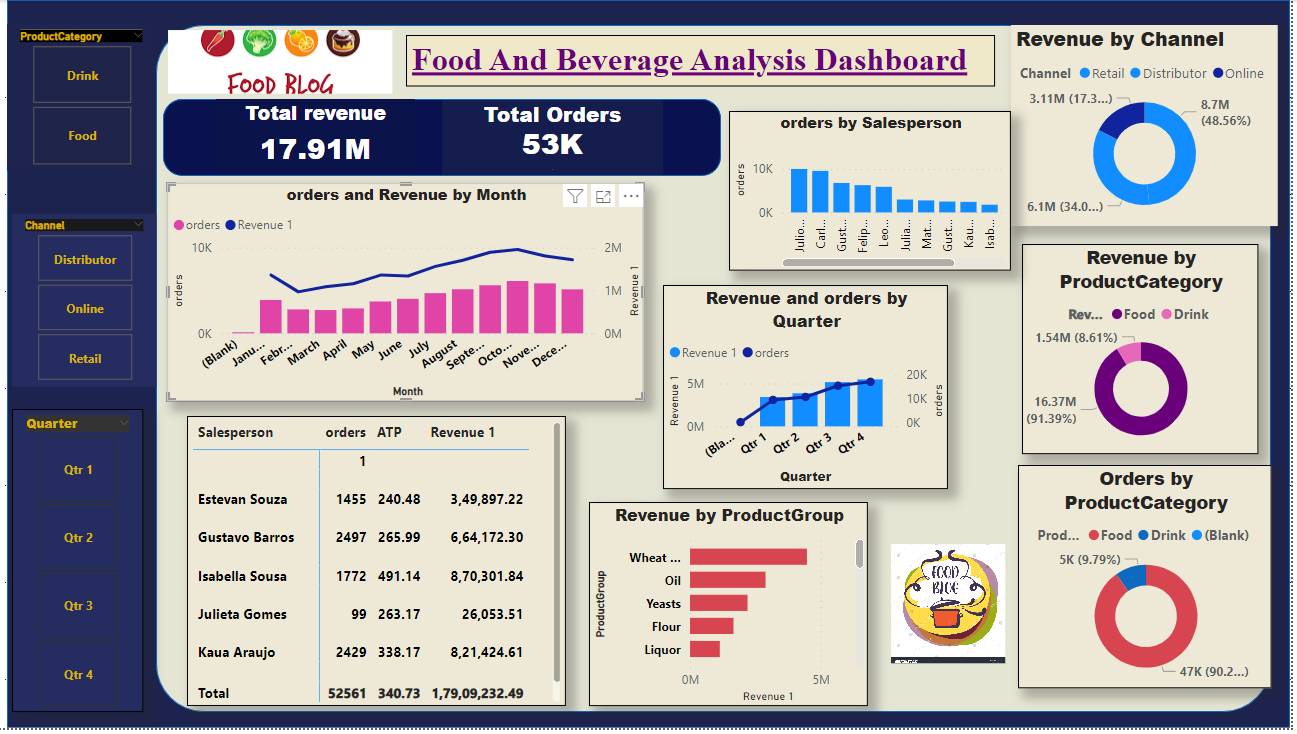 ProductCategory
Drink
Food
Channel
Distributor
Online
Retail
Quarter
Qtr 1
Qtr 2
Qtr 3
Qtr 4
FOOD BLOG
Food And Beverage Analysis Dashboard
Total revenue
17.91M
Total Orders
53K
orders and Revenue by Month
orders Revenue 1
10K
0K
orders
2M
1M
0M
Revenue 1
(Blank) Janu... Febr... March April May June July August Septe... Octo... Nove... Dece...
Month
orders by Salesperson
orders
10K
0K
Julio... Carl... Gust... Felip... Leo... Julia... Mat... Gust... Kau... Isab...
Revenue by Channel
Channel Retail Distributor Online
3.11M (17.3...)
8.7M
(48.56%)
6.1M (34.0...)
Revenue and orders by
Quarter
Revenue 1 orders
Revenue 1
5M
0M
20K
10K
0K
orders
(Bla... Qtr 1 Qtr 2 Qtr 3 Qtr 4
Quarter
Revenue by
ProductCategory
Rev... Food Drink
1.54M (8.61%)
16.37M
(91.39%)
Salesperson orders ATP Revenue 1
1
Estevan Souza 1455 240.48 3,49,897.22
Gustavo Barros 2497 265.99 6,64,172.30
Isabella Sousa 1772 491.14 8,70,301.84
Julieta Gomes 99 263.17 26,053.51
Kaua Araujo 2429 338.17 8,21,424.61
Total 52561 340.73 1,79,09,232.49
Revenue by ProductGroup
ProductGroup
Wheat ...
Oil
Yeasts
Flour
Liquor
0M 5M
Revenue 1
FOOD
BLOG
Orders by
ProductCategory
Prod... Food Drink (Blank)
5K (9.79%)
47K (90.2...)